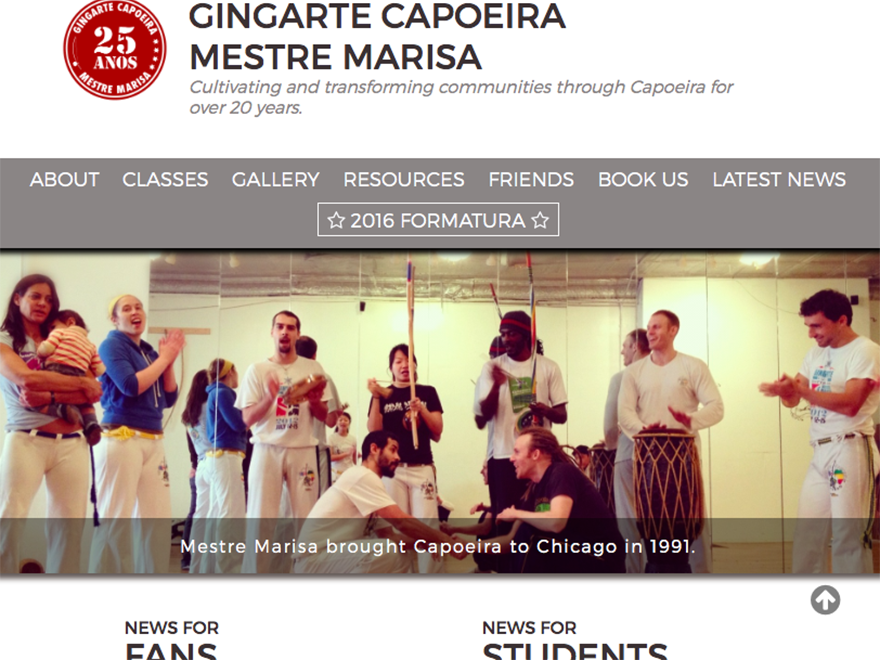 GINGARTE CAPOEIRA
25
ANOS
MESTRE MARISA
GINGARTE CAPOEIRA
MESTRE MARISA
Cultivating and transforming communities through Capoeira for
over 20 years.
ABOUT CLASSES GALLERY RESOURCES FRIENDS BOOK US LATEST NEWS
☆ 2016 FORMATURA ☆
Mestre Marisa brought Capoeira to Chicago in 1991.
NEWS FOR
FANS
NEWS FOR
STUDENTS